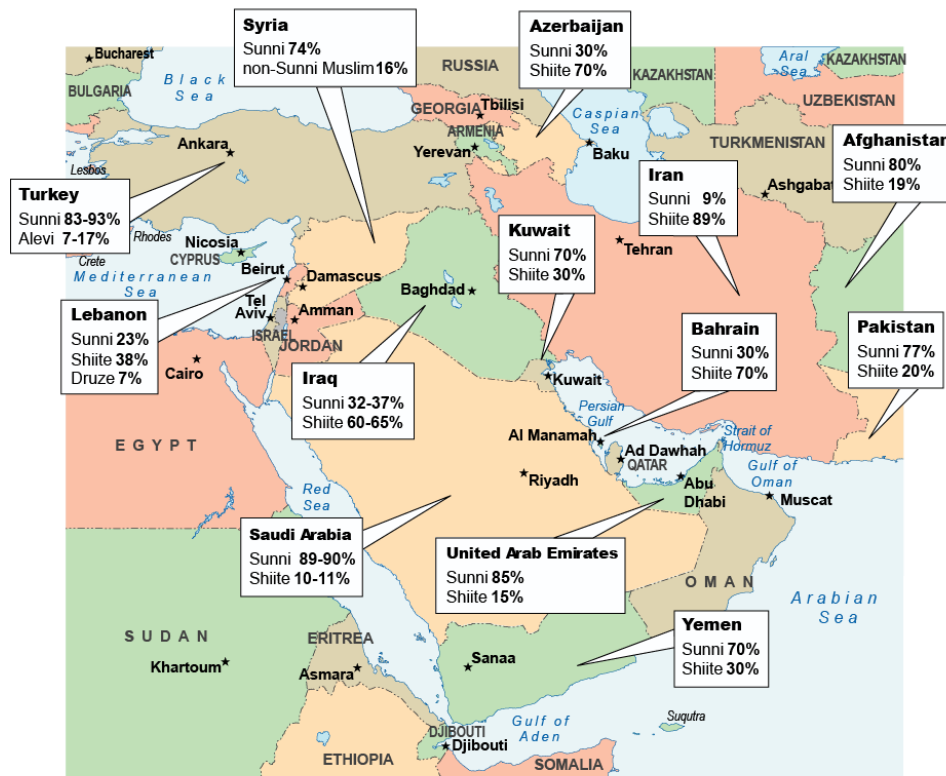 Syria
Sunni 74%
non-Sunni Muslim 16%
Azerbaijan
Sunni 30%
Shiite 70%
Bucharest
BULGARIA
Black
Sea
RUSSIA
GEORGIA
Tbilisi
ARMENIA
Yerevan
Caspian
Sea
Baku
KAZAKHSTAN
Aral
Sea
KAZAKHSTAN
UZBEKISTAN
TURKMENISTAN
Ashgabat
Afghanistan
Sunni 80%
Shiite 19%
Ankara
Lesbos
Turkey
Sunni 83-93%
Alevi 7-17%
Rhodes
Crete
Nicosia
CYPRUS
Mediterranean
Sea
Beirut
Damascus
Tel
Aviv
ISRAEL
Amman
JORDAN
Baghdad
Kuwait
Sunni 70%
Shiite 30%
Iran
Sunni 9%
Shiite 89%
Tehran
Lebanon
Sunni 23%
Shiite 38%
Druze 7%
Cairo
EGYPT
Iraq
Sunni 32-37%
Shiite 60-65%
Kuwait
Bahrain
Sunni 30%
Shiite 70%
Pakistan
Sunni 77%
Shiite 20%
Persian
Gulf
Al Manamah
Ad Dawhah
QATAR
Strait of
Hormuz
Gulf of
Oman
Abu
Dhabi
Muscat
Riyadh
Red
Sea
Saudi Arabia
Sunni 89-90%
Shiite 10-11%
United Arab Emirates
Sunni 85%
Shiite 15%
OMAN
Arabian
Sea
SUDAN
Khartoum
ERITREA
Asmara
Sanaa
Yemen
Sunni 70%
Shiite 30%
Suqutra
Gulf of
Aden
DJIBOUTI
Djibouti
ETHIOPIA
SOMALIA